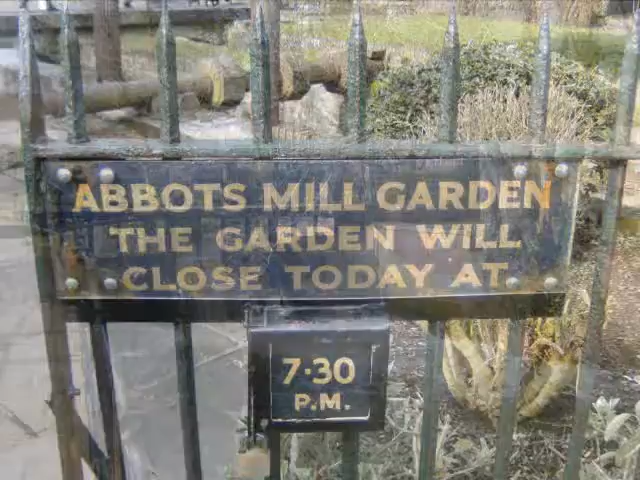 ABBOTS MILL GARDEN
THE GARDEN WILL
CLOSE TODAY AT
7·30
P.M.